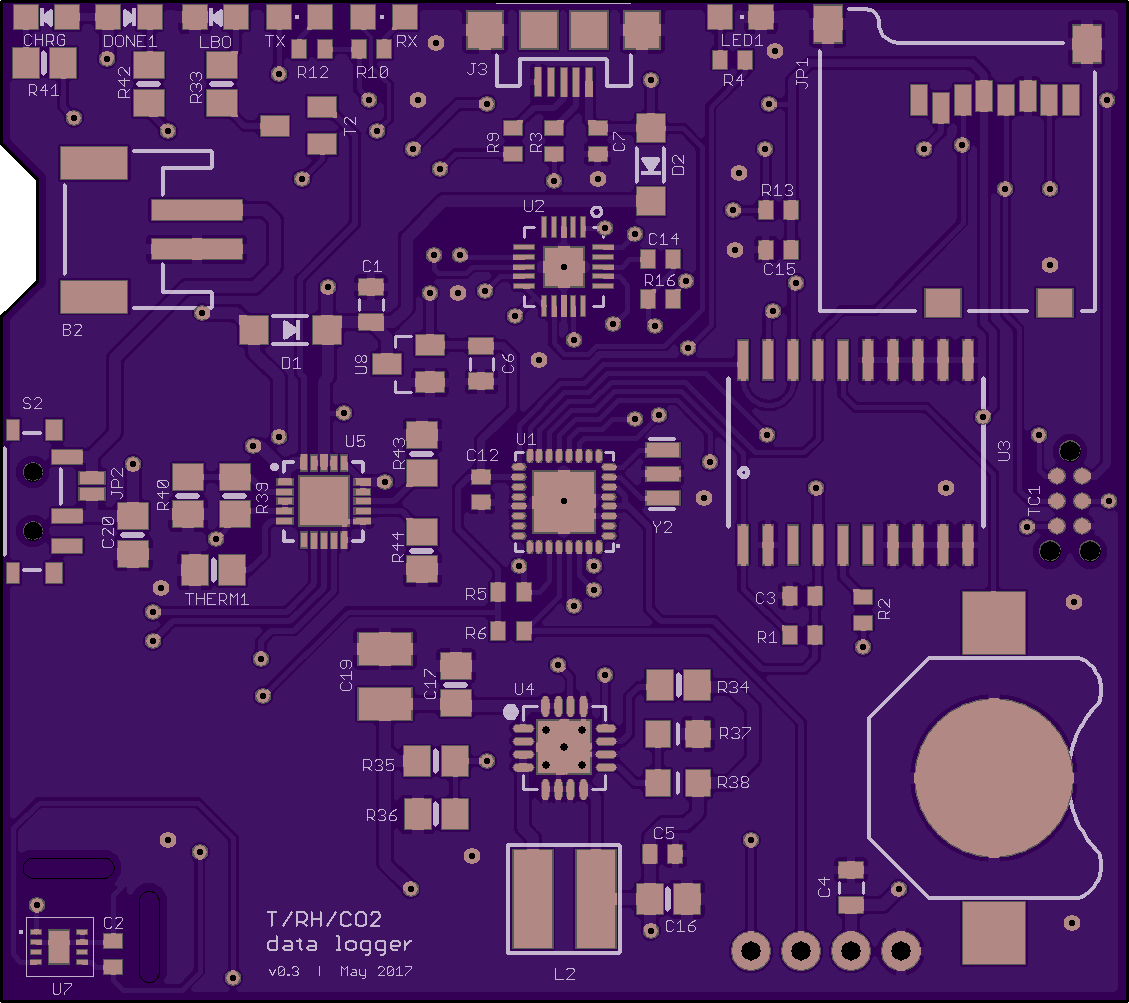 CHRG
DONE1
LBO
TX
RX
LED1
R41
R42
R33
R12
R10
T2
J3
R4
JP1
R9
R3
C7
D2
U2
R13
C14
C15
R16
C1
B2
D1
U8
C6
S2
U5
R43
U1
C12
U3
JP2
R40
R39
C20
R44
Y2
TC1
THERM1
R5
R6
C3
R1
R2
C19
C17
U4
R34
R37
R35
R38
R36
C5
C4
C16
C2
U7
L2
T/RH/CO2
data logger
v0.3 | May 2017